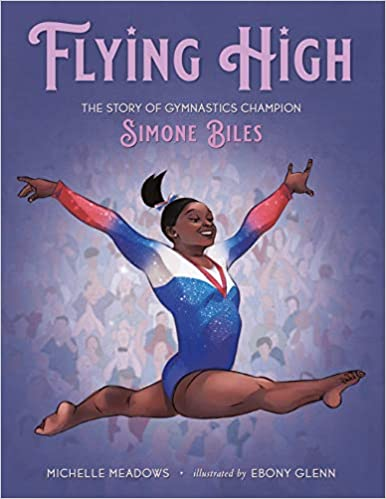 FLYING HIGH
THE STORY OF GYMNASTICS CHAMPION
SIMONE BILES
MICHELLE MEADOWS • illustrated by EBONY GLENN